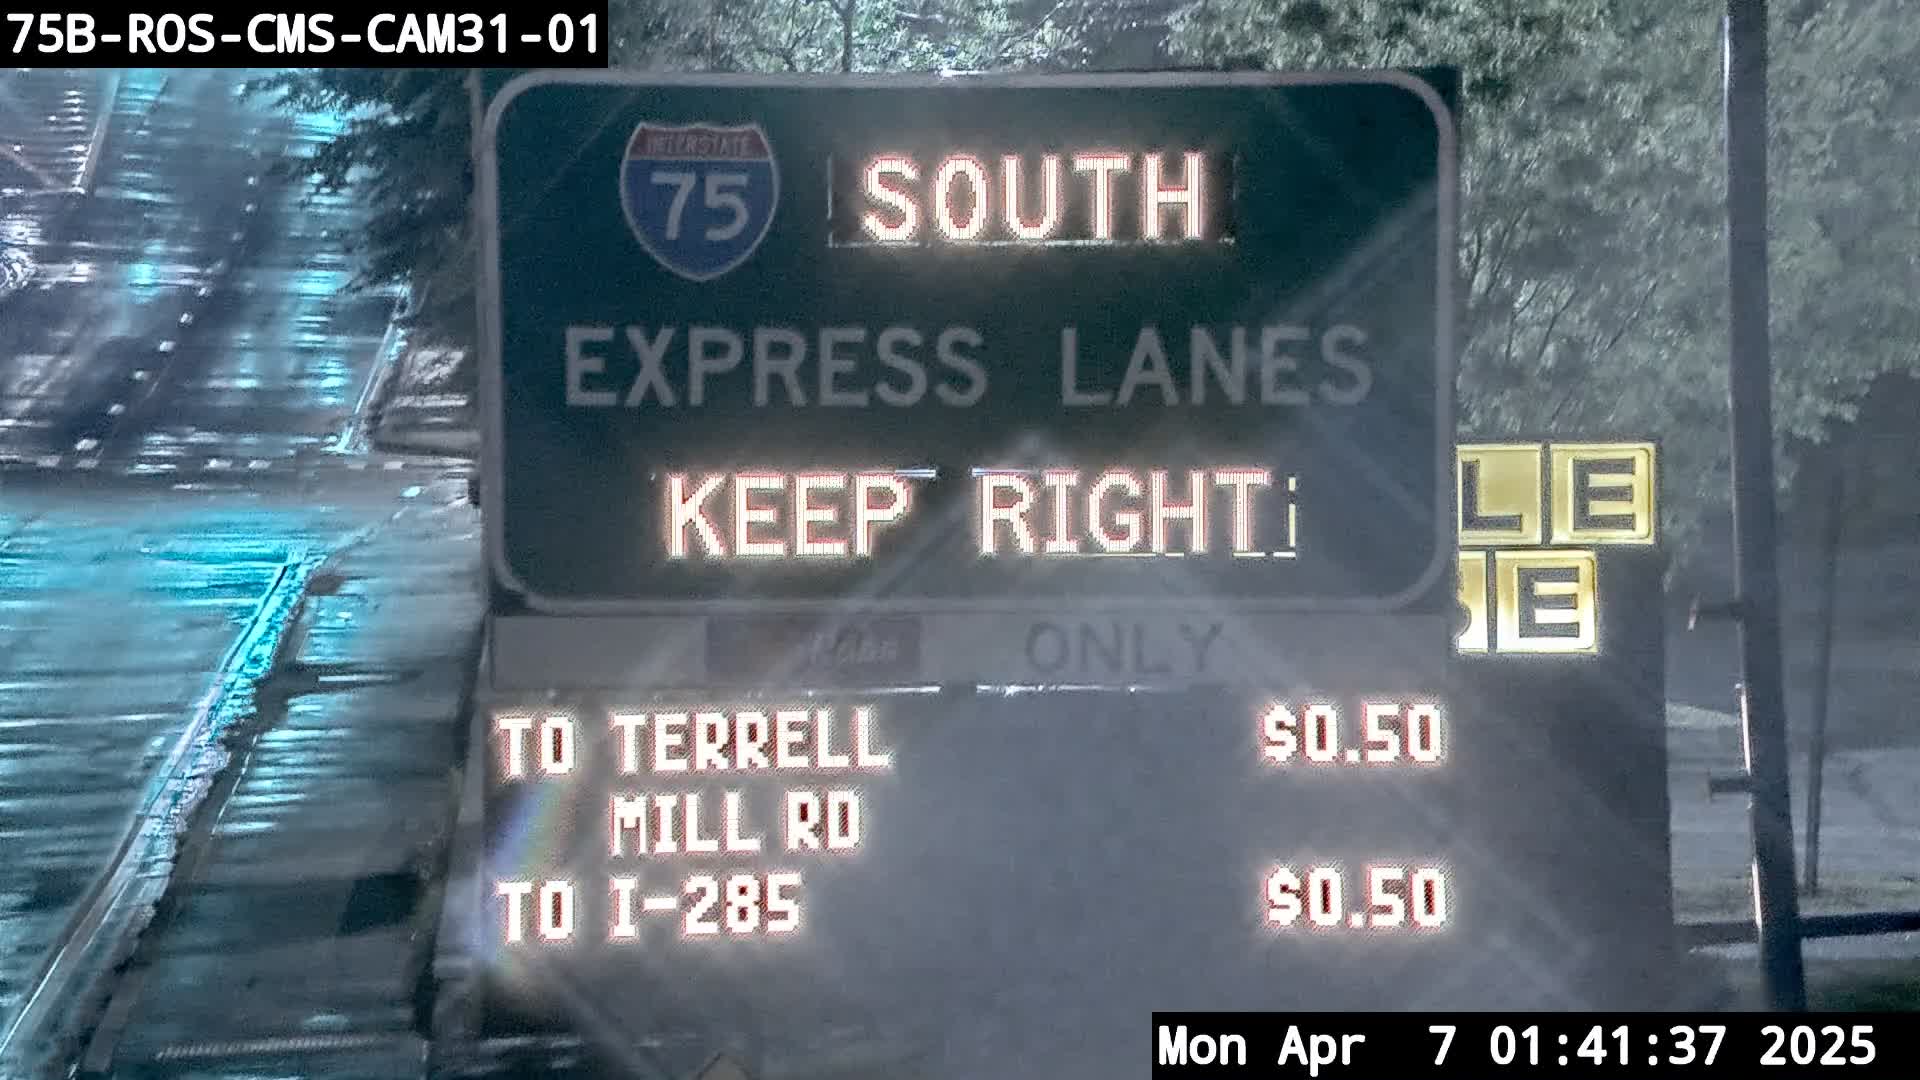 75B-ROS-CMS-CAM31-01
INTERSTATE
75
SOUTH
EXPRESS LANES
KEEP RIGHT
LE
E
ONLY
TO TERRELL $0.50
MILL RD
TO I-285 $0.50
Mon Apr 7 01:41:37 2025